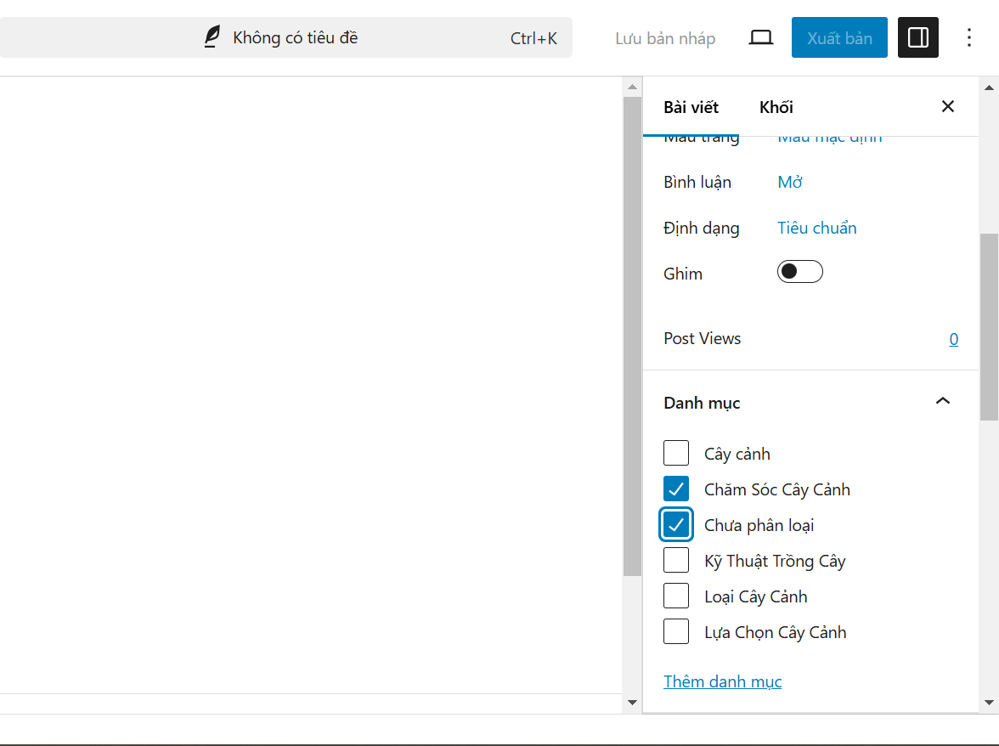 Không có tiêu đề Ctrl+K Lưu bản nháp Xuất bản
Bài viết Khối
Mẫu trang Mẫu mặc định
Bình luận Mở
Định dạng Tiêu chuẩn
Ghim
Post Views 0
Danh mục
Cây cảnh
Chăm Sóc Cây Cảnh
Chưa phân loại
Kỹ Thuật Trồng Cây
Loại Cây Cảnh
Lựa Chọn Cây Cảnh
Thêm danh mục